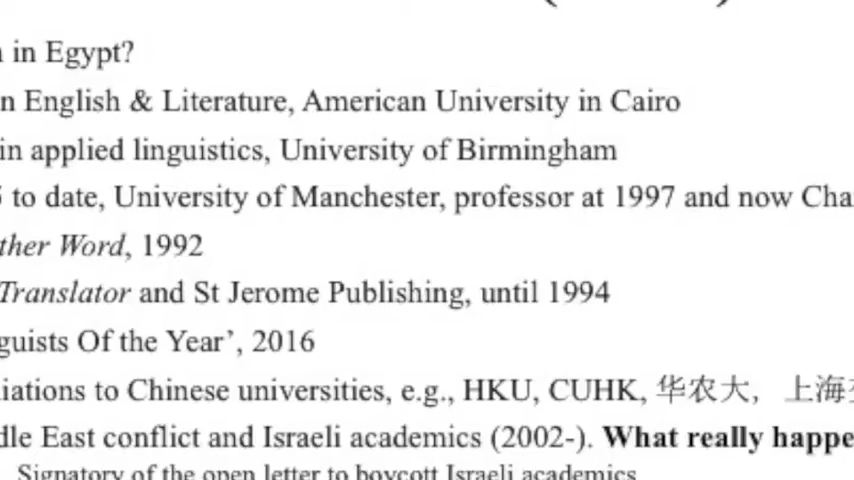 in Egypt?
n English & Literature, American University in Cairo
in applied linguistics, University of Birmingham
to date, University of Manchester, professor at 1997 and now Cha
ther Word, 1992
Translator and St Jerome Publishing, until 1994
guists Of the Year’, 2016
iations to Chinese universities, e.g., HKU, CUHK, 华农大， 上海
dle East conflict and Israeli academics (2002-). What really happe
Signatory of the open letter to boycott Israeli academics